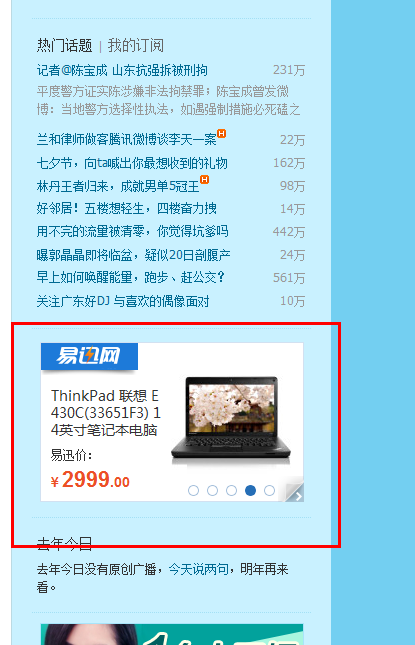 热门话题 | 我的订阅
记者@陈宝成 山东抗强拆被刑拘 231万
平度警方证实陈涉嫌非法拘禁罪；陈宝成曾发微
博：当地警方选择性执法，如遇强制措施必死磕之
兰和律师做客腾讯微博谈李天一案 H 22万
七夕节，向ta喊出你最想收到的礼物 162万
林丹王者归来，成就男单5冠王 H 98万
好邻居！五楼想轻生，四楼奋力拽 14万
用不完的流量被清零，你觉得坑爹吗 442万
曝郭晶晶即将临盆，疑似20日剖腹产 24万
早上如何唤醒能量，跑步、赶公交？ 561万
关注广东好DJ 与喜欢的偶像面对 10万
易迅网
ThinkPad 联想 E
430C(33651F3) 1
4英寸笔记本电脑
易迅价：
¥ 2999.00
去年今日
去年今日没有原创广播，今天说两句，明年再来
看。